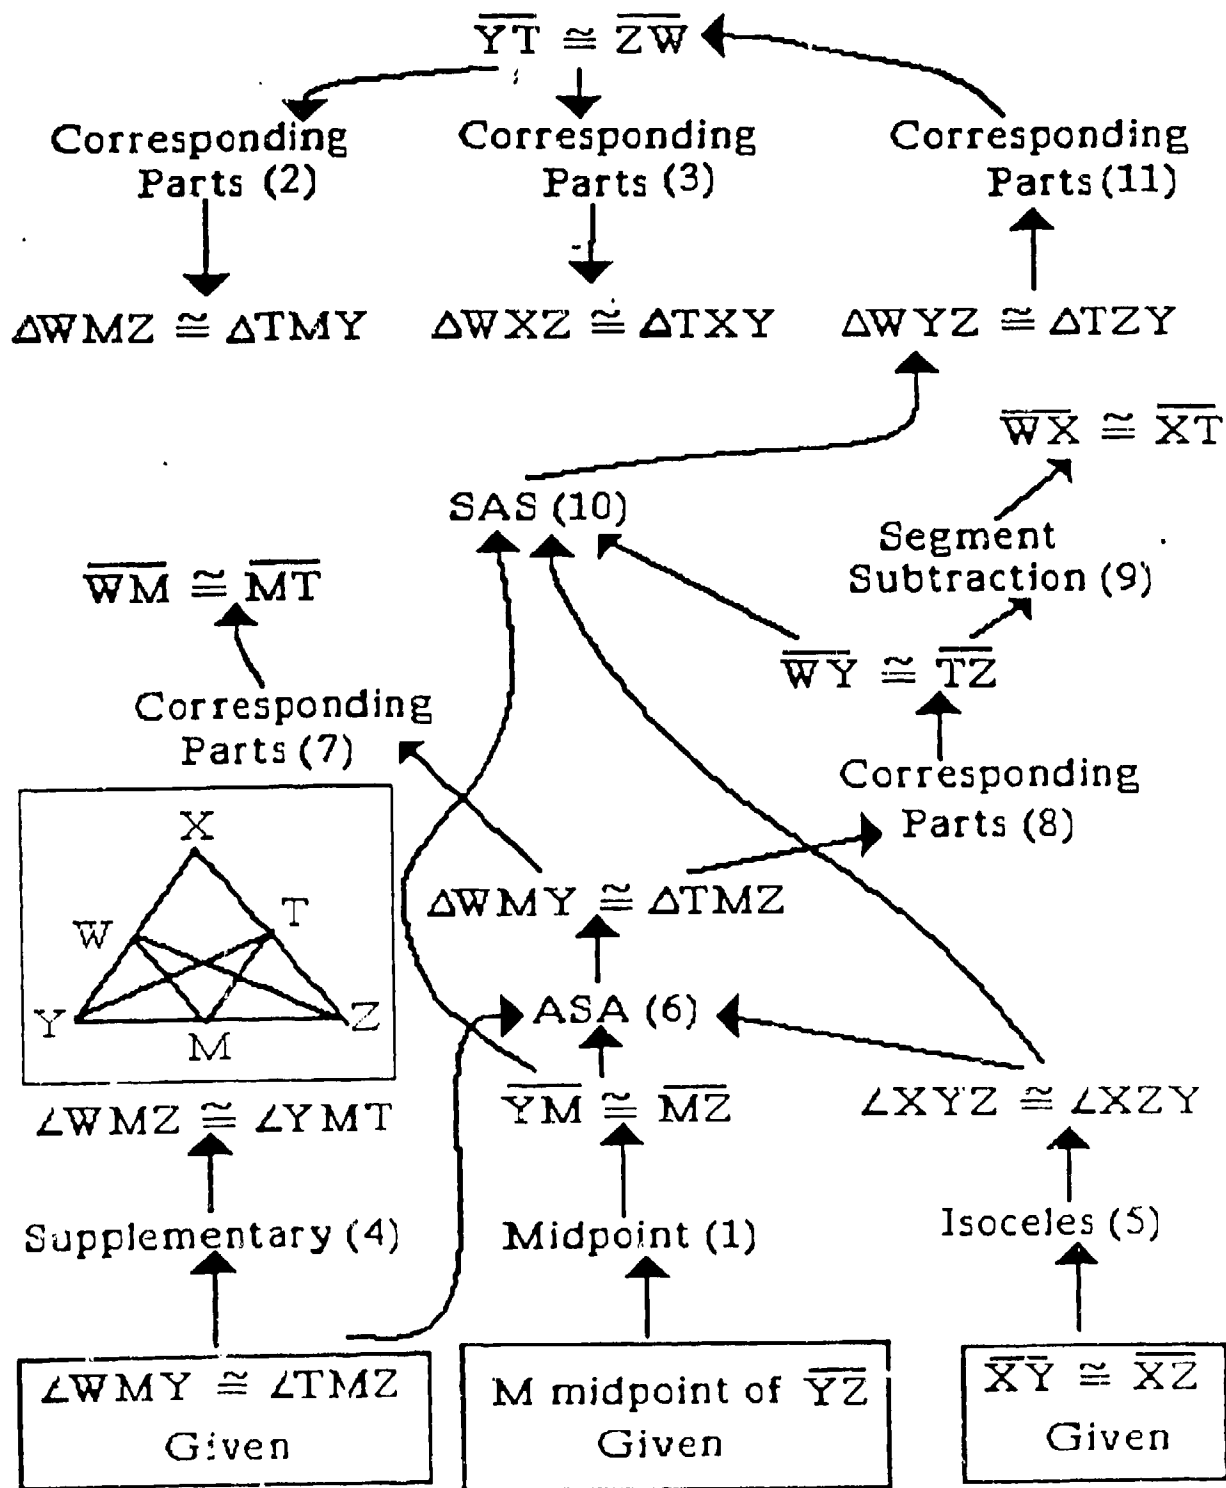 YT ≅ ZW
Corresponding
Parts (2)
Corresponding
Parts (3)
Corresponding
Parts (11)
ΔWMZ ≅ ΔTMY
ΔWXZ ≅ ΔTXY
ΔWYZ ≅ ΔTZY
WX ≅ XT
SAS (10)
Segment
Subtraction (9)
WM ≅ MT
WY ≅ TZ
Corresponding
Parts (7)
Corresponding
Parts (8)
X
W
T
Y
M
Z
ΔWMY ≅ ΔTMZ
ASA (6)
∠WMZ ≅ ∠YMT
YM ≅ MZ
∠XYZ ≅ ∠XZY
Supplementary (4)
Midpoint (1)
Isoceles (5)
∠WMY ≅ ∠TMZ
Given
M midpoint of YZ
Given
XY ≅ XZ
Given